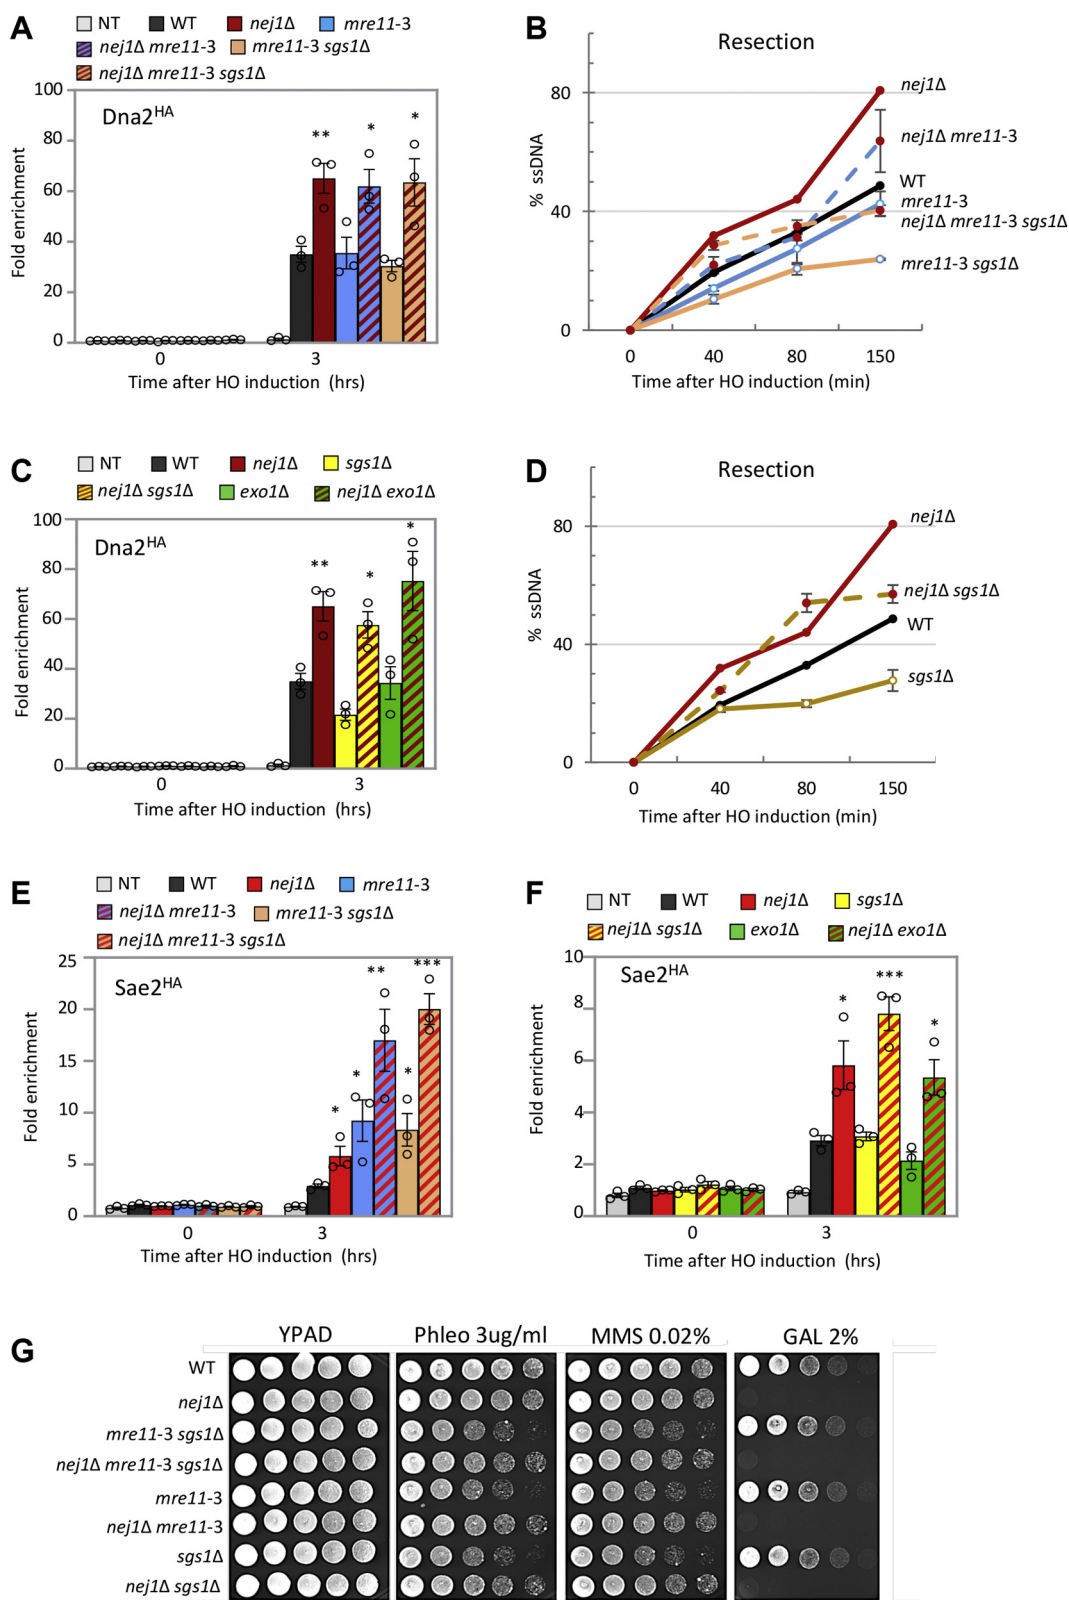 A
NT WT nej1Δ mre11-3
nej1Δ mre11-3 mre11-3 sgs1Δ
nej1Δ mre11-3 sgs1Δ
Dna2HA
Fold enrichment
100
80
60
40
20
0
** * *
0 3
Time after HO induction (hrs)
B
Resection
% ssDNA
80
40
0
nej1Δ
nej1Δ mre11-3
WT
mre11-3
nej1Δ mre11-3 sgs1Δ
mre11-3 sgs1Δ
0 40 80 150
Time after HO induction (min)
C
NT WT nej1Δ sgs1Δ
nej1Δ sgs1Δ exo1Δ nej1Δ exo1Δ
Dna2HA
Fold enrichment
100
80
60
40
20
0
** * *
0 3
Time after HO induction (hrs)
D
Resection
% ssDNA
80
40
0
nej1Δ
nej1Δ sgs1Δ
WT
sgs1Δ
0 40 80 150
Time after HO induction (min)
E
NT WT nej1Δ mre11-3
nej1Δ mre11-3 mre11-3 sgs1Δ
nej1Δ mre11-3 sgs1Δ
Sae2HA
Fold enrichment
25
20
15
10
5
0
* * ** * ***
0 3
Time after HO induction (hrs)
F
NT WT nej1Δ sgs1Δ
nej1Δ sgs1Δ exo1Δ nej1Δ exo1Δ
Sae2HA
Fold enrichment
10
8
6
4
2
0
* *** *
0 3
Time after HO induction (hrs)
G
YPAD Phleo 3ug/ml MMS 0.02% GAL 2%
WT
nej1Δ
mre11-3 sgs1Δ
nej1Δ mre11-3 sgs1Δ
mre11-3
nej1Δ mre11-3
sgs1Δ
nej1Δ sgs1Δ